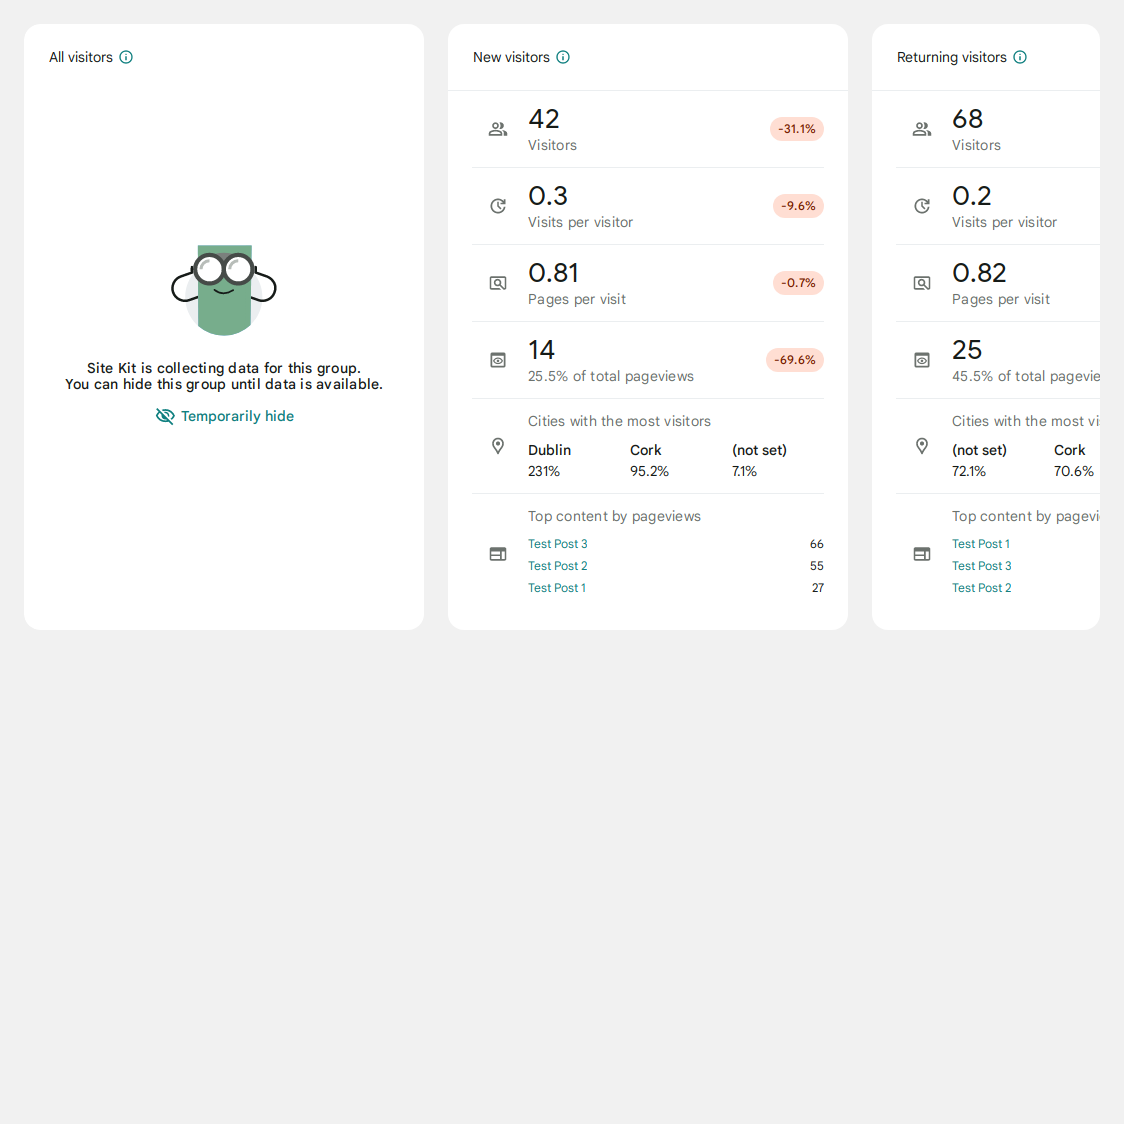 All visitors
Site Kit is collecting data for this group.
You can hide this group until data is available.
Temporarily hide
New visitors
42
Visitors
-31.1%
0.3
Visits per visitor
-9.6%
0.81
Pages per visit
-0.7%
14
25.5% of total pageviews
-69.6%
Cities with the most visitors
Dublin Cork (not set)
231% 95.2% 7.1%
Top content by pageviews
Test Post 3 66
Test Post 2 55
Test Post 1 27
Returning visitors
68
Visitors
0.2
Visits per visitor
0.82
Pages per visit
25
45.5% of total pagevie
Cities with the most vi
(not set) Cork
72.1% 70.6%
Top content by pagevi
Test Post 1
Test Post 3
Test Post 2